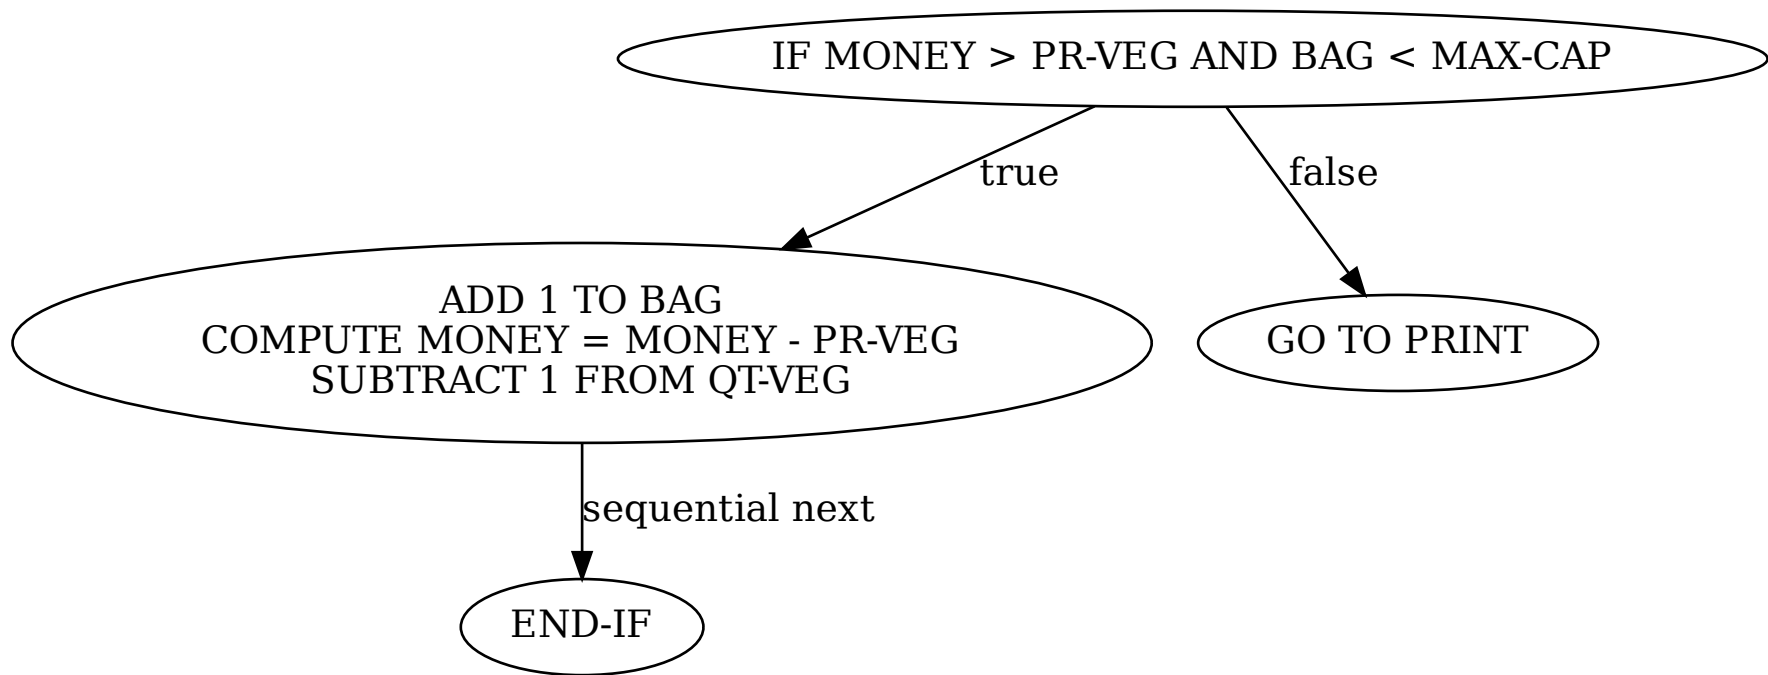 IF MONEY > PR-VEG AND BAG < MAX-CAP
true
false
ADD 1 TO BAG
COMPUTE MONEY = MONEY - PR-VEG
SUBTRACT 1 FROM QT-VEG
GO TO PRINT
sequential next
END-IF